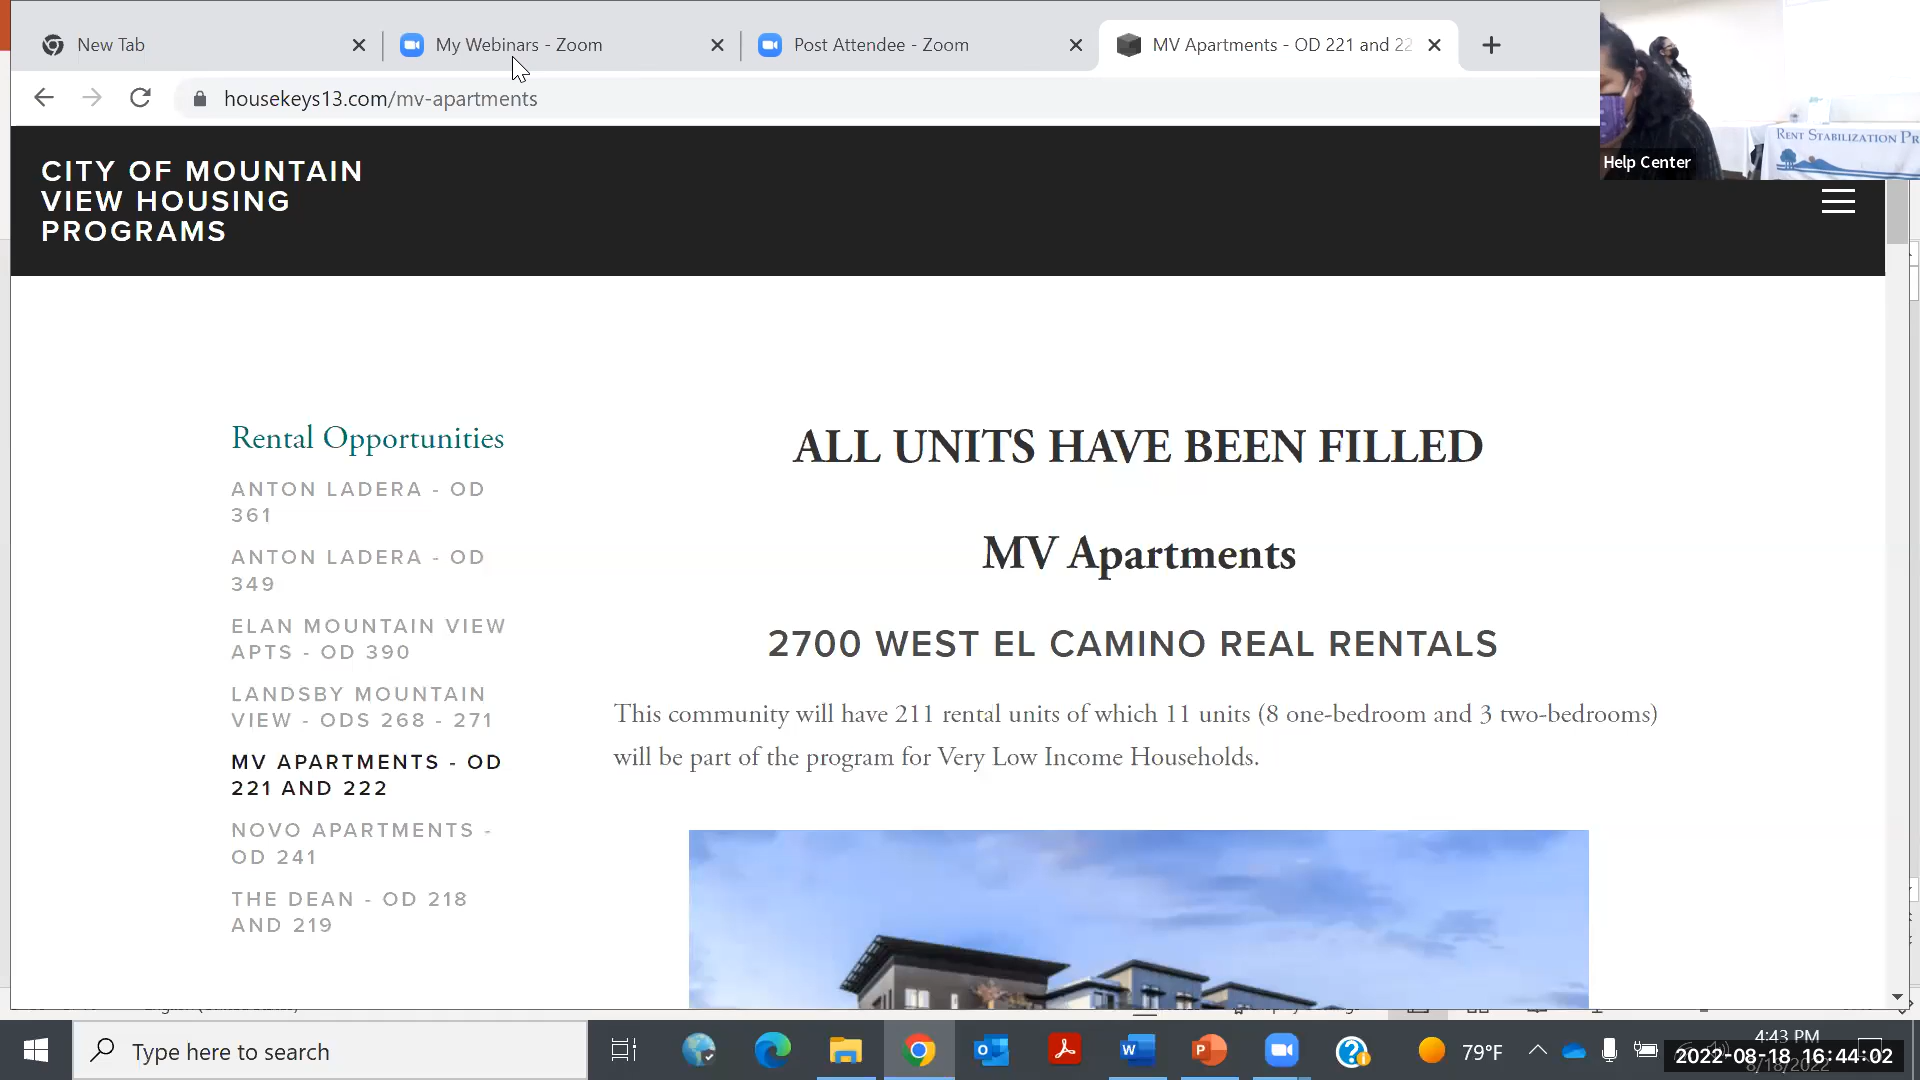 New Tab
My Webinars - Zoom
Post Attendee - Zoom
MV Apartments - OD 221 and 22
housekeys13.com/mv-apartments
Help Center
RENT STABILIZATION PR
CITY OF MOUNTAIN
VIEW HOUSING
PROGRAMS
Rental Opportunities
ANTON LADERA - OD
361
ANTON LADERA - OD
349
ELAN MOUNTAIN VIEW
APTS - OD 390
LANDSBY MOUNTAIN
VIEW - ODS 268 - 271
MV APARTMENTS - OD
221 AND 222
NOVO APARTMENTS -
OD 241
THE DEAN - OD 218
AND 219
ALL UNITS HAVE BEEN FILLED
MV Apartments
2700 WEST EL CAMINO REAL RENTALS
This community will have 211 rental units of which 11 units (8 one-bedroom and 3 two-bedrooms)
will be part of the program for Very Low Income Households.
Type here to search
79°F
4:43 PM
8/18/2022
2022-08-18 16:44:02